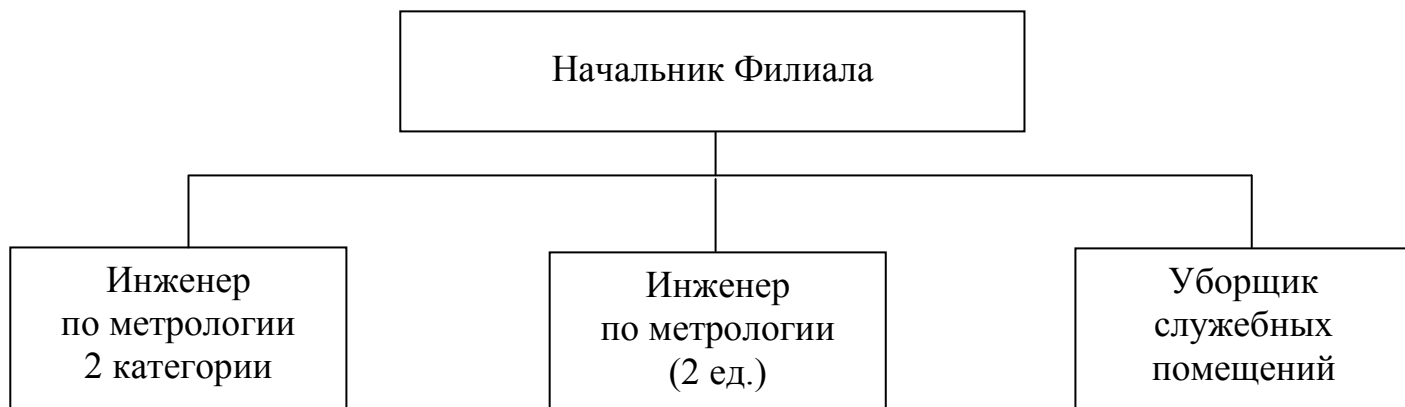 Начальник Филиала
Инженер
по метрологии
2 категории
Инженер
по метрологии
(2 ед.)
Уборщик
служебных
помещений